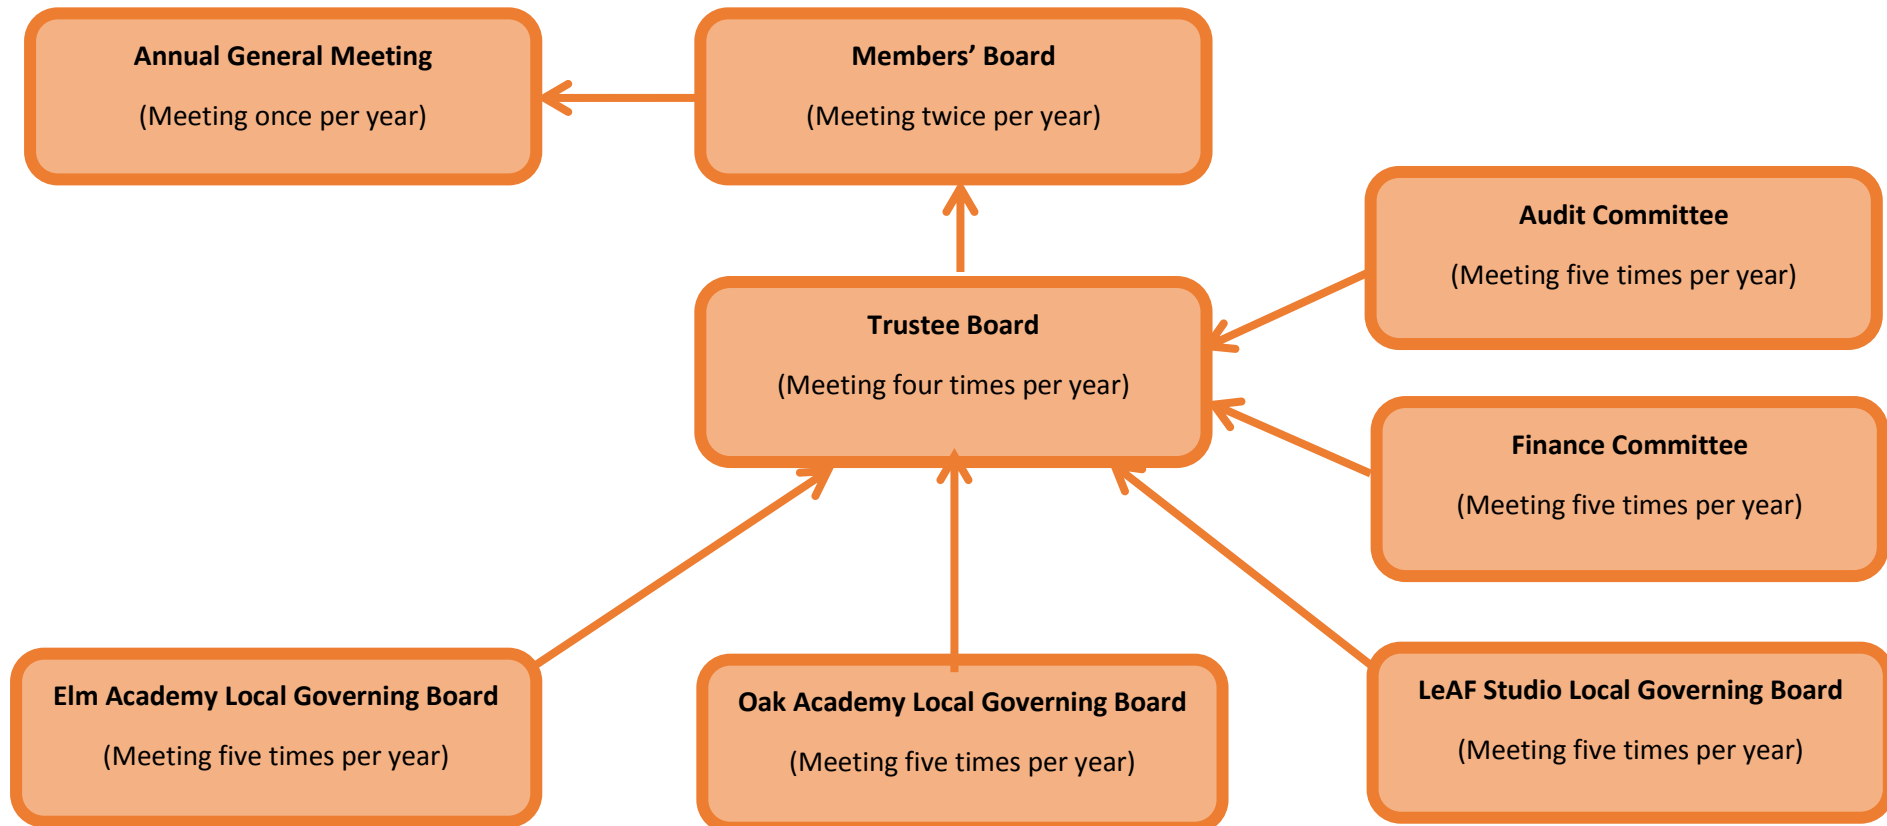 Annual General Meeting
(Meeting once per year)
Members’ Board
(Meeting twice per year)
Audit Committee
(Meeting five times per year)
Trustee Board
(Meeting four times per year)
Finance Committee
(Meeting five times per year)
Elm Academy Local Governing Board
(Meeting five times per year)
Oak Academy Local Governing Board
(Meeting five times per year)
LeAF Studio Local Governing Board
(Meeting five times per year)